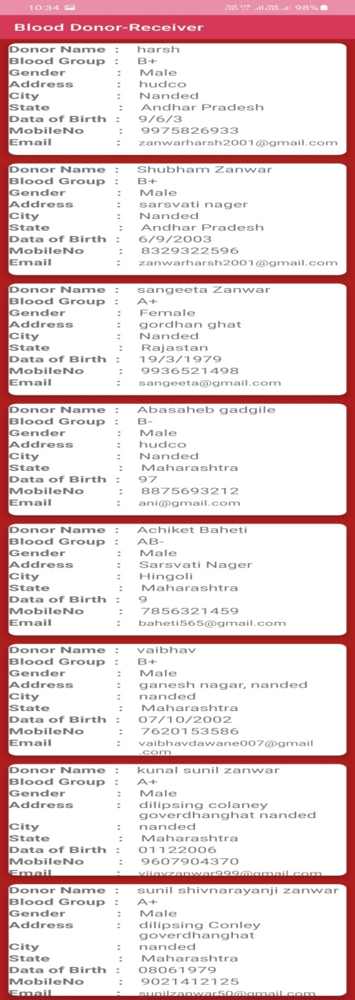 10:34 98%
Blood Donor-Receiver
Donor Name : harsh
Blood Group : B+
Gender : Male
Address : hudco
City : Nanded
State : Andhar Pradesh
Data of Birth : 9/6/3
MobileNo : 9975826933
Email : zanwarharsh2001@gmail.com
Donor Name : Shubham Zanwar
Blood Group : B+
Gender : Male
Address : sarsvati nager
City : Nanded
State : Andhar Pradesh
Data of Birth : 6/9/2003
MobileNo : 8329322596
Email : zanwarharsh2001@gmail.com
Donor Name : sangeeta Zanwar
Blood Group : A+
Gender : Female
Address : gordhan ghat
City : Nanded
State : Rajastan
Data of Birth : 19/3/1979
MobileNo : 9936521498
Email : sangeeta@gmail.com
Donor Name : Abasaheb gadgile
Blood Group : B-
Gender : Male
Address : hudco
City : Nanded
State : Maharashtra
Data of Birth : 97
MobileNo : 8875693212
Email : ani@gmail.com
Donor Name : Achiket Baheti
Blood Group : AB-
Gender : Male
Address : Sarsvati Nager
City : Hingoli
State : Maharashtra
Data of Birth : 9
MobileNo : 7856321459
Email : baheti565@gmail.com
Donor Name : vaibhav
Blood Group : B+
Gender : Male
Address : ganesh nagar, nanded
City : nanded
State : Maharashtra
Data of Birth : 07/10/2002
MobileNo : 7620153586
Email : vaibhavdawane007@gmail
.com
Donor Name : kunal sunil zanwar
Blood Group : A+
Gender : Male
Address : dilipsing colaney
goverdhanghat nanded
City : nanded
State : Maharashtra
Data of Birth : 01122006
MobileNo : 9607904370
Email : vijayzanwar999@gmail.com
Donor Name : sunil shivnarayanji zanwar
Blood Group : A+
Gender : Male
Address : dilipsing Conley
goverdhanghat
City : nanded
State : Maharashtra
Data of Birth : 08061979
MobileNo : 9021412125
Email : sunilzanwar50@gmail.com